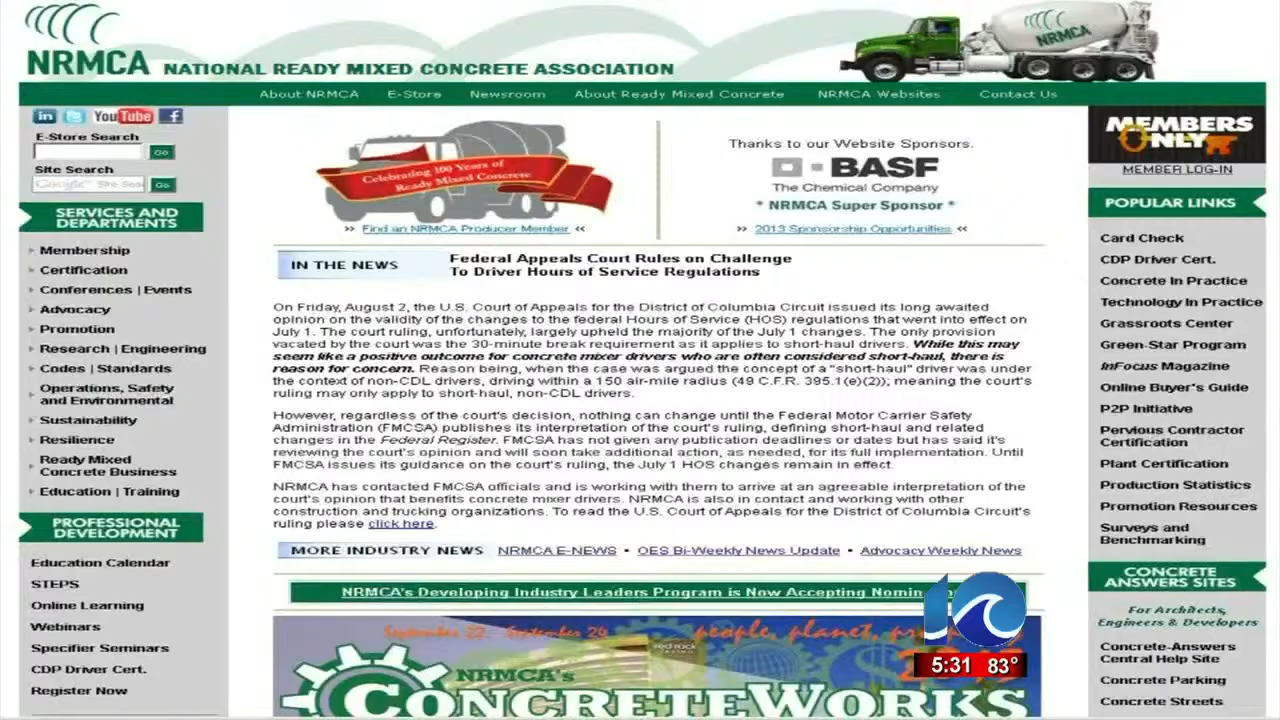 NRMCA NATIONAL READY MIXED CONCRETE ASSOCIATION
NRMCA
About NRMCA E-Store Newsroom About Ready Mixed Concrete NRMCA Websites Contact Us
in YouTube f
E-Store Search
Go
Site Search
Google Site Sea
Go
SERVICES AND
DEPARTMENTS
Membership
Certification
Conferences | Events
Advocacy
Promotion
Research | Engineering
Codes | Standards
Operations, Safety
and Environmental
Sustainability
Resilience
Ready Mixed
Concrete Business
Education | Training
PROFESSIONAL
DEVELOPMENT
Education Calendar
STEPS
Online Learning
Webinars
Specifier Seminars
CDP Driver Cert.
Register Now
Celebrating 100 Years of
Ready Mixed Concrete
>> Find an NRMCA Producer Member <<
Thanks to our Website Sponsors.
BASF
The Chemical Company
* NRMCA Super Sponsor *
>> 2013 Sponsorship Opportunities <<
IN THE NEWS
Federal Appeals Court Rules on Challenge
To Driver Hours of Service Regulations
On Friday, August 2, the U.S. Court of Appeals for the District of Columbia Circuit issued its long awaited
opinion on the validity of the changes to the federal Hours of Service (HOS) regulations that went into effect on
July 1. The court ruling, unfortunately, largely upheld the majority of the July 1 changes. The only provision
vacated by the court was the 30-minute break requirement as it applies to short-haul drivers. While this may
seem like a positive outcome for concrete mixer drivers who are often considered short-haul, there is
reason for concern. Reason being, when the case was argued the concept of a "short-haul" driver was under
the context of non-CDL drivers, driving within a 150 air-mile radius (49 C.F.R. 395.1(e)(2)); meaning the court's
ruling may only apply to short-haul, non-CDL drivers.
However, regardless of the court's decision, nothing can change until the Federal Motor Carrier Safety
Administration (FMCSA) publishes its interpretation of the court's ruling, defining short-haul and related
changes in the Federal Register. FMCSA has not given any publication deadlines or dates but has said it's
reviewing the court's opinion and will soon take additional action, as needed, for its full implementation. Until
FMCSA issues its guidance on the court's ruling, the July 1 HOS changes remain in effect.
NRMCA has contacted FMCSA officials and is working with them to arrive at an agreeable interpretation of the
court's opinion that benefits concrete mixer drivers. NRMCA is also in contact and working with other
construction and trucking organizations. To read the U.S. Court of Appeals for the District of Columbia Circuit's
ruling please click here.
MORE INDUSTRY NEWS NRMCA E-NEWS • OES Bi-Weekly News Update • Advocacy Weekly News
NRMCA's Developing Industry Leaders Program is Now Accepting
September 22 September 24 people, planet,
red rock
NRMCA's
CONCRETEWORKS
MEMBERS
ONLY
MEMBER LOG-IN
POPULAR LINKS
Card Check
CDP Driver Cert.
Concrete In Practice
Technology In Practice
Grassroots Center
Green-Star Program
InFocus Magazine
Online Buyer's Guide
P2P Initiative
Pervious Contractor
Certification
Plant Certification
Production Statistics
Promotion Resources
Surveys and
Benchmarking
CONCRETE
ANSWERS SITES
For Architects,
Engineers & Developers
Concrete-Answers
Central Help Site
Concrete Parking
Concrete Streets
10
5:31 83°